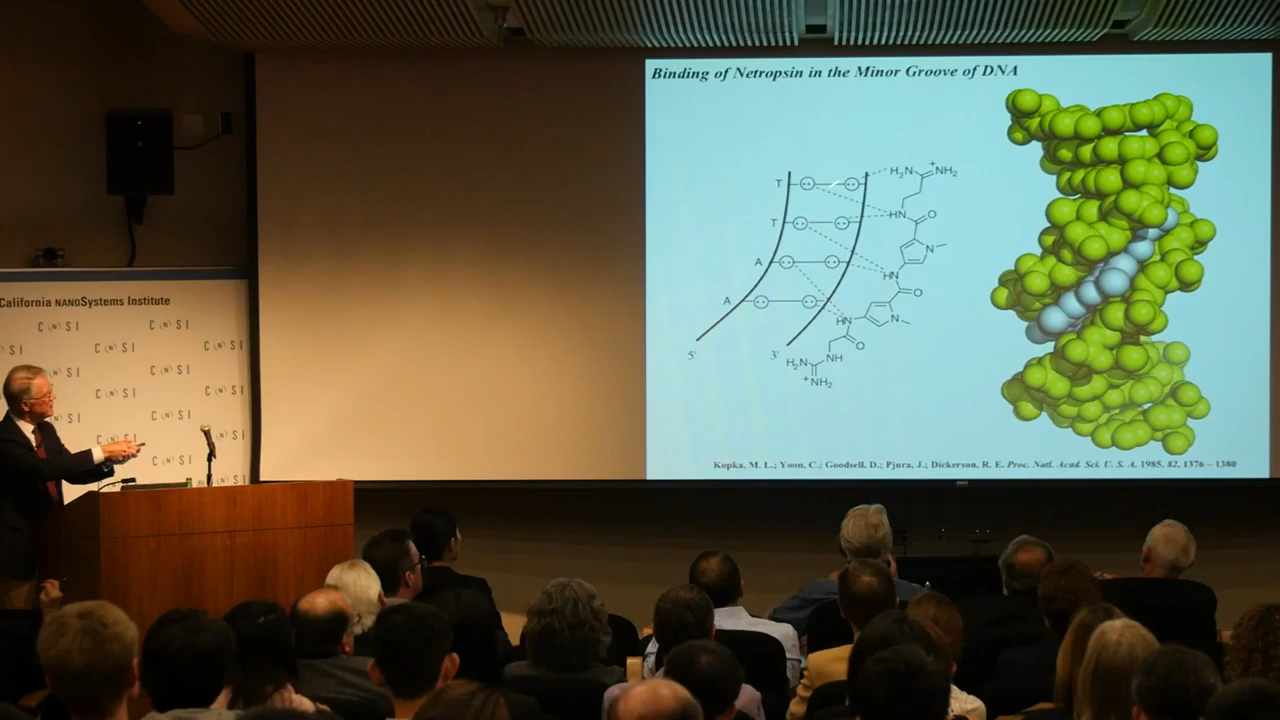 Binding of Netropsin in the Minor Groove of DNA
T
T
A
A
5'
3'
H₂N
+
NH₂
HN
O
N
HN
O
N
HN
O
NH
H₂N
+NH₂
Kopka, M. L.; Yoon, C.; Goodsell, D.; Pjura, J.; Dickerson, R. E. Proc. Natl. Acad. Sci. U. S. A. 1985, 82, 1376 – 1380
California NANOSystems Institute
C (N) S I
C (N) S I
S I
C (N) S I
C (N) S I
(N) S I
C (N) S I
(N) S I
C (N) S I
(N) S I
C (N) S I
C (N) S I
(N) S I
C (N) S I
S I